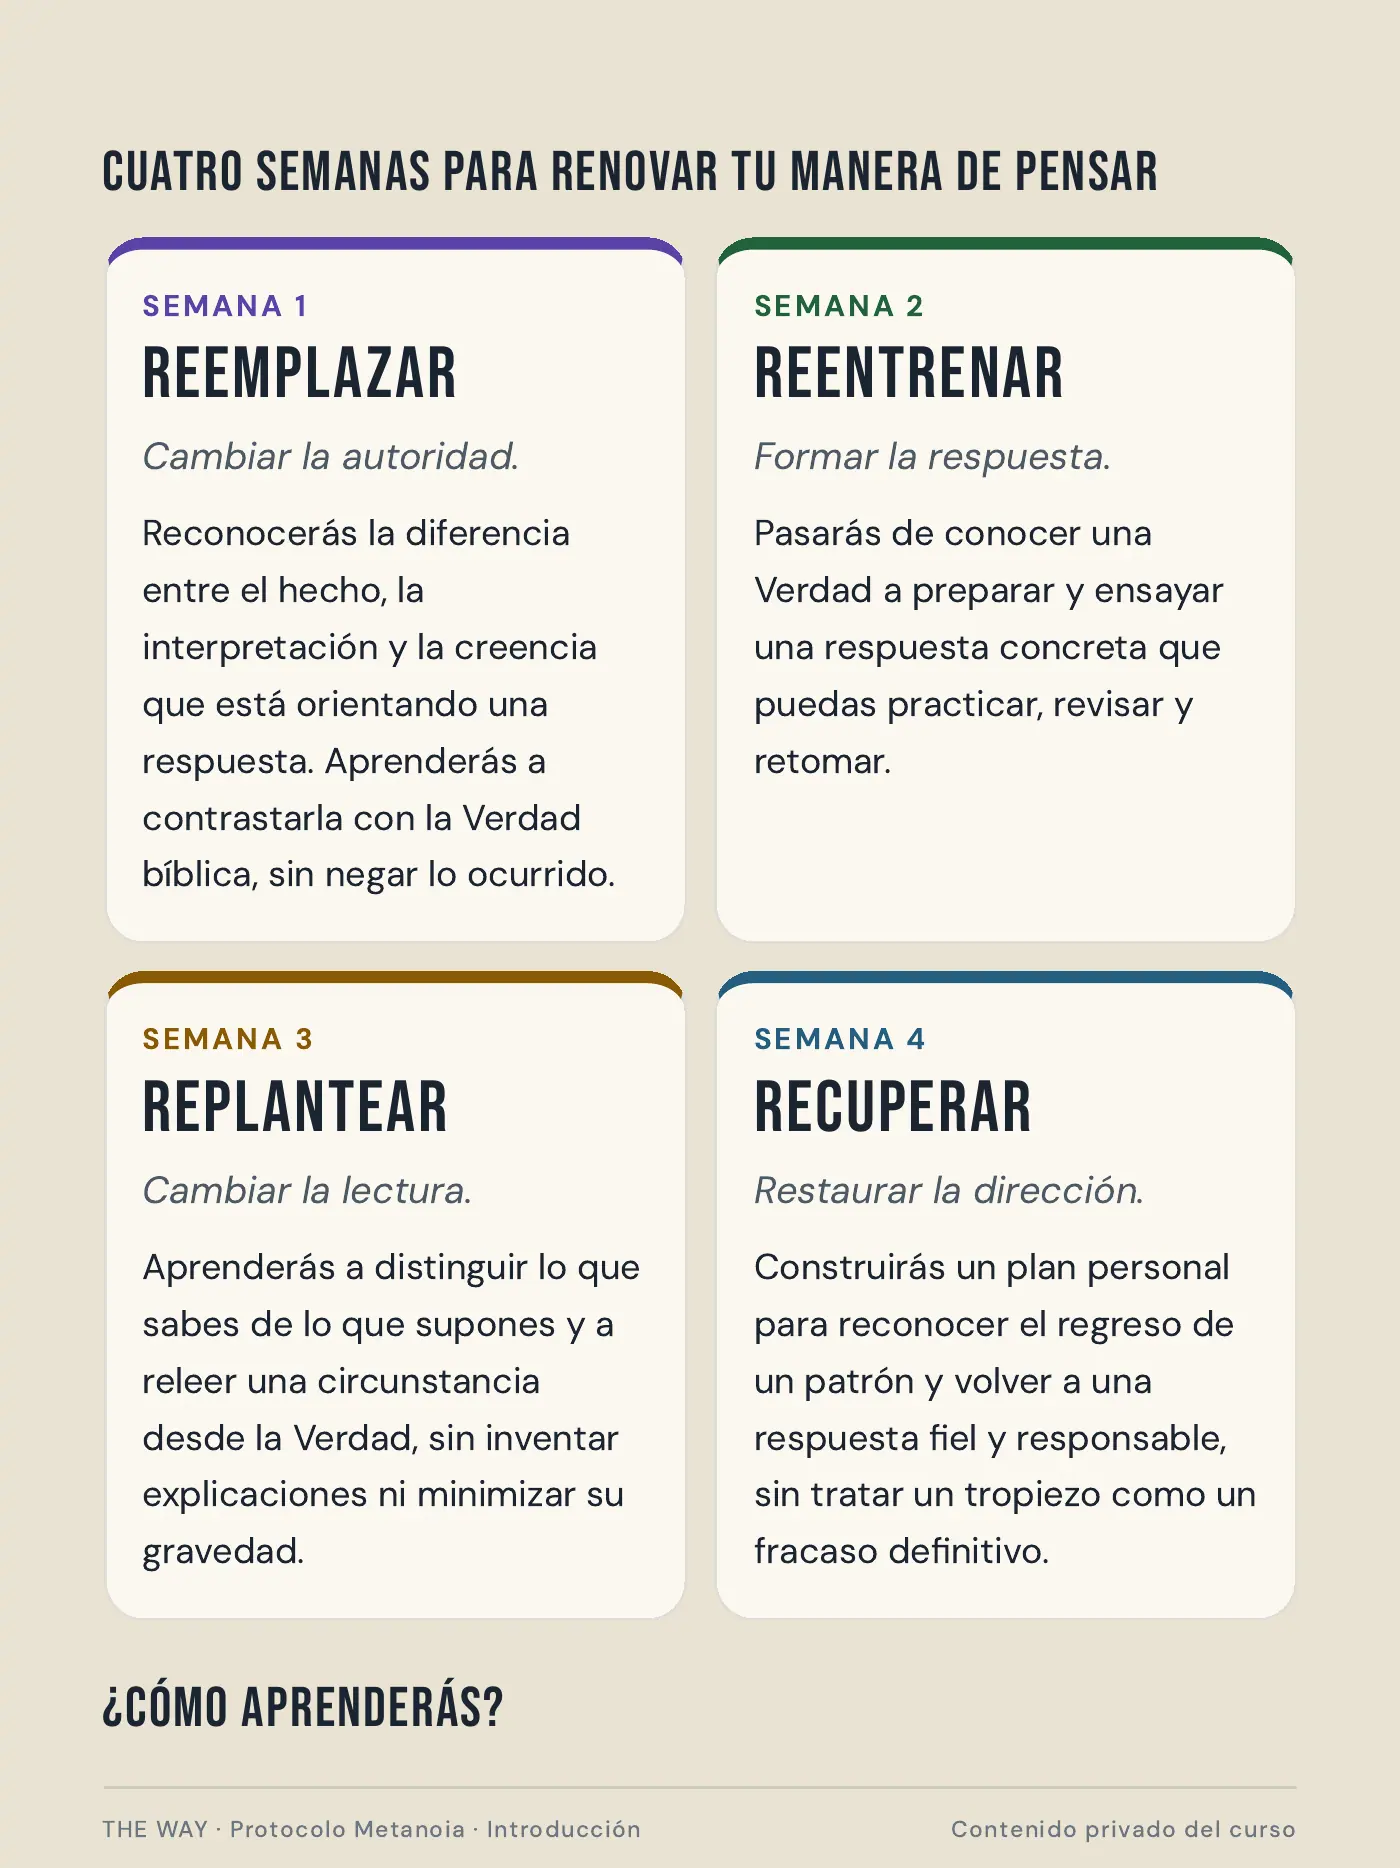 CUATRO SEMANAS PARA RENOVAR TU MANERA DE PENSAR
SEMANA 1
REEMPLAZAR
Cambiar la autoridad.
Reconocerás la diferencia
entre el hecho, la
interpretación y la creencia
que está orientando una
respuesta. Aprenderás a
contrastarla con la Verdad
bíblica, sin negar lo ocurrido.
SEMANA 2
REENTRENAR
Formar la respuesta.
Pasarás de conocer una
Verdad a preparar y ensayar
una respuesta concreta que
puedas practicar, revisar y
retomar.
SEMANA 3
REPLANTEAR
Cambiar la lectura.
Aprenderás a distinguir lo que
sabes de lo que supones y a
releer una circunstancia
desde la Verdad, sin inventar
explicaciones ni minimizar su
gravedad.
SEMANA 4
RECUPERAR
Restaurar la dirección.
Construirás un plan personal
para reconocer el regreso de
un patrón y volver a una
respuesta fiel y responsable,
sin tratar un tropiezo como un
fracaso definitivo.
¿CÓMO APRENDERÁS?
THE WAY · Protocolo Metanoia · Introducción
Contenido privado del curso